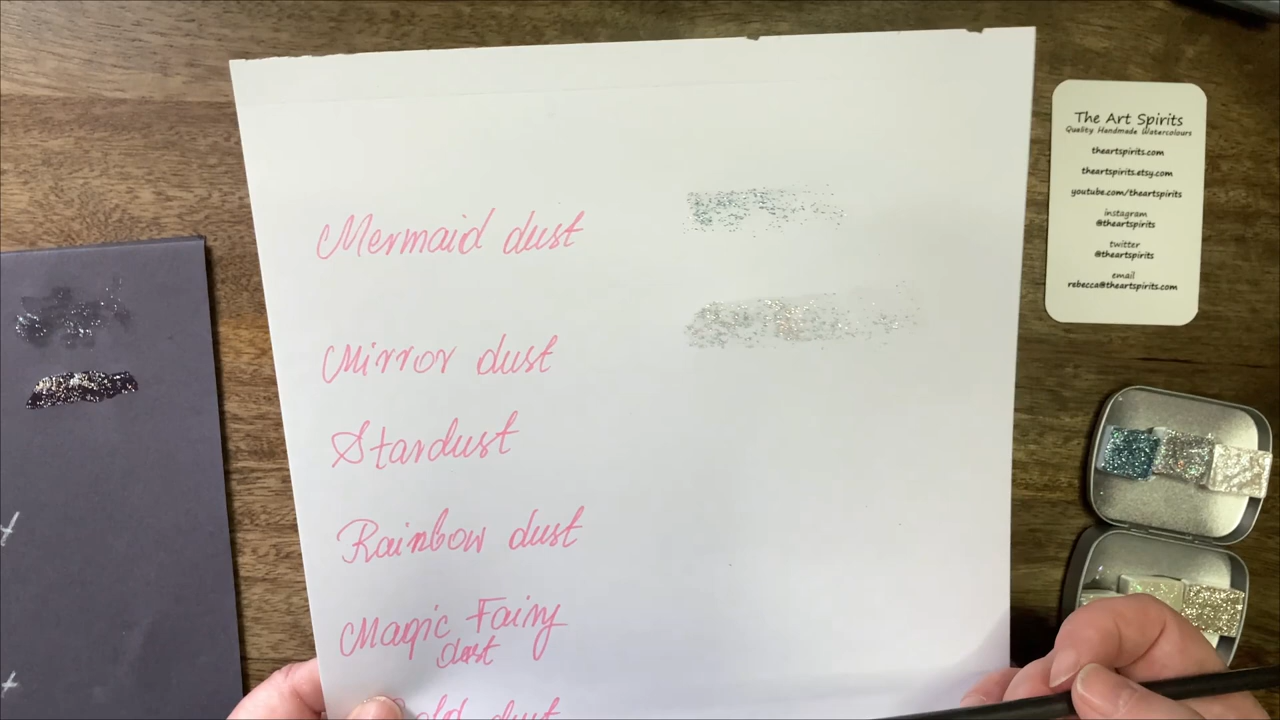 Mermaid dust
Mirror dust
Stardust
Rainbow dust
Magic Fairy
dust
dust
The Art Spirits
Quality Handmade Watercolours
theartspirits.com
theartspirits.etsy.com
youtube.com/theartspirits
instagram
@theartspirits
twitter
@theartspirits
email
rebecca@theartspirits.com